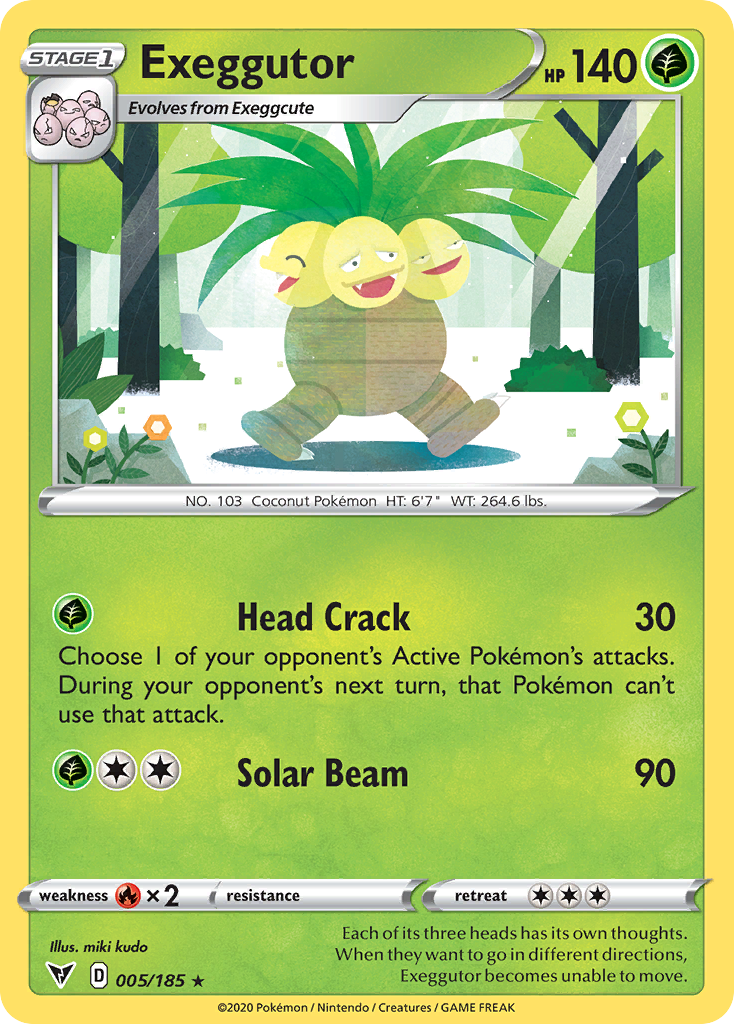 STAGE 1
Exeggutor
HP 140
Evolves from Exeggcute
NO. 103 Coconut Pokémon HT: 6'7" WT: 264.6 lbs.
Head Crack 30
Choose 1 of your opponent's Active Pokémon's attacks.
During your opponent's next turn, that Pokémon can't
use that attack.
Solar Beam 90
weakness ×2 resistance retreat
Illus. miki kudo
Each of its three heads has its own thoughts.
When they want to go in different directions,
Exeggutor becomes unable to move.
D 005/185 ★
©2020 Pokémon / Nintendo / Creatures / GAME FREAK